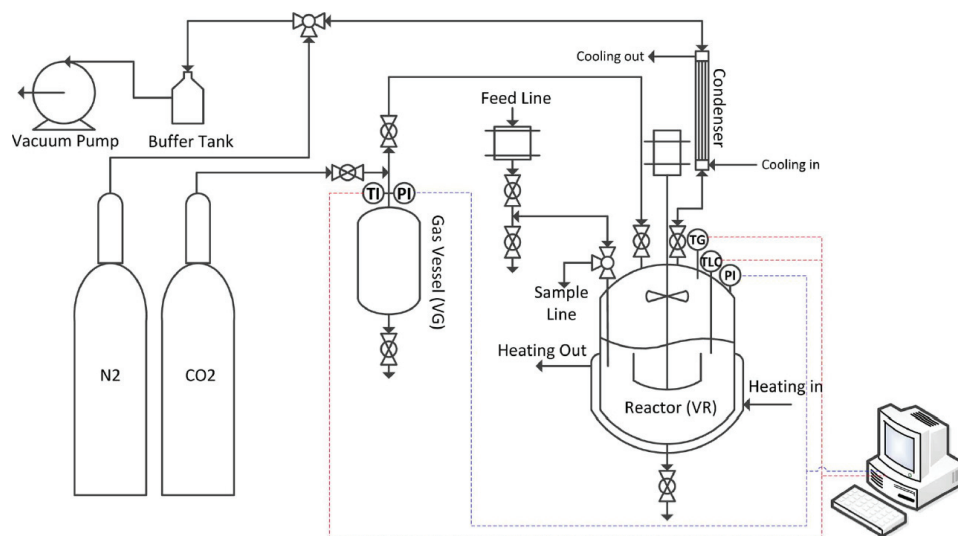 Cooling out
Condenser
Feed Line
Vacuum Pump
Buffer Tank
Cooling in
TI
PI
Gas Vessel (VG)
TG
TLC
PI
Sample
Line
Heating Out
N2
CO2
Heating in
Reactor (VR)